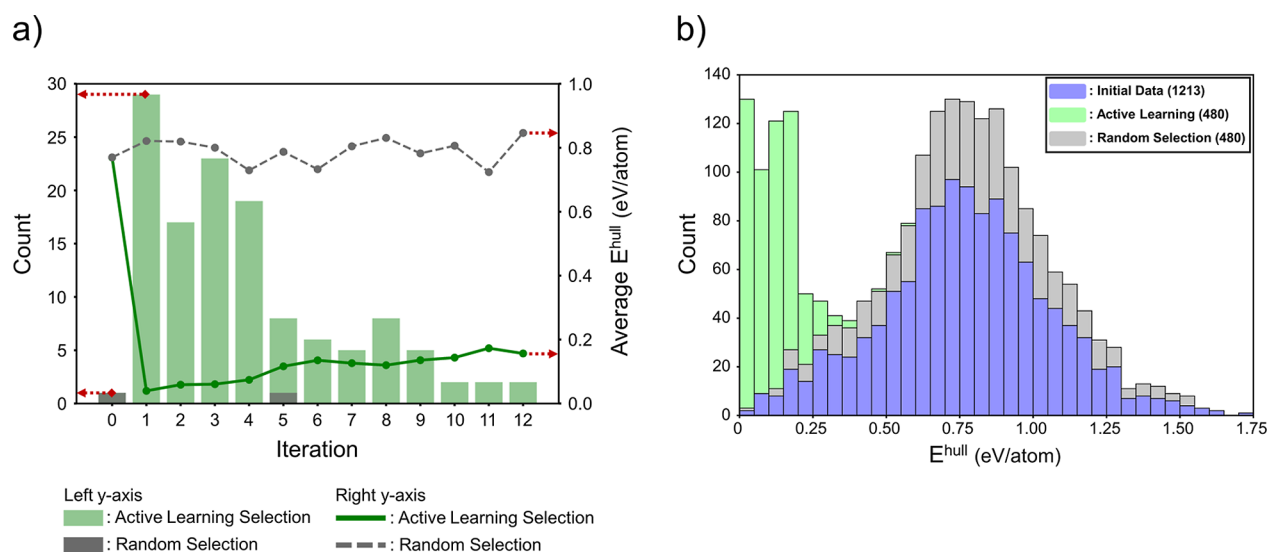 a)
30
25
20
15
10
5
0
Count
1.0
0.8
0.6
0.4
0.2
0.0
Average E^hull (eV/atom)
0 1 2 3 4 5 6 7 8 9 10 11 12
Iteration
Left y-axis
: Active Learning Selection
: Random Selection
Right y-axis
: Active Learning Selection
: Random Selection
b)
140
120
100
80
60
40
20
0
Count
: Initial Data (1213)
: Active Learning (480)
: Random Selection (480)
0 0.25 0.50 0.75 1.00 1.25 1.50 1.75
E^hull (eV/atom)